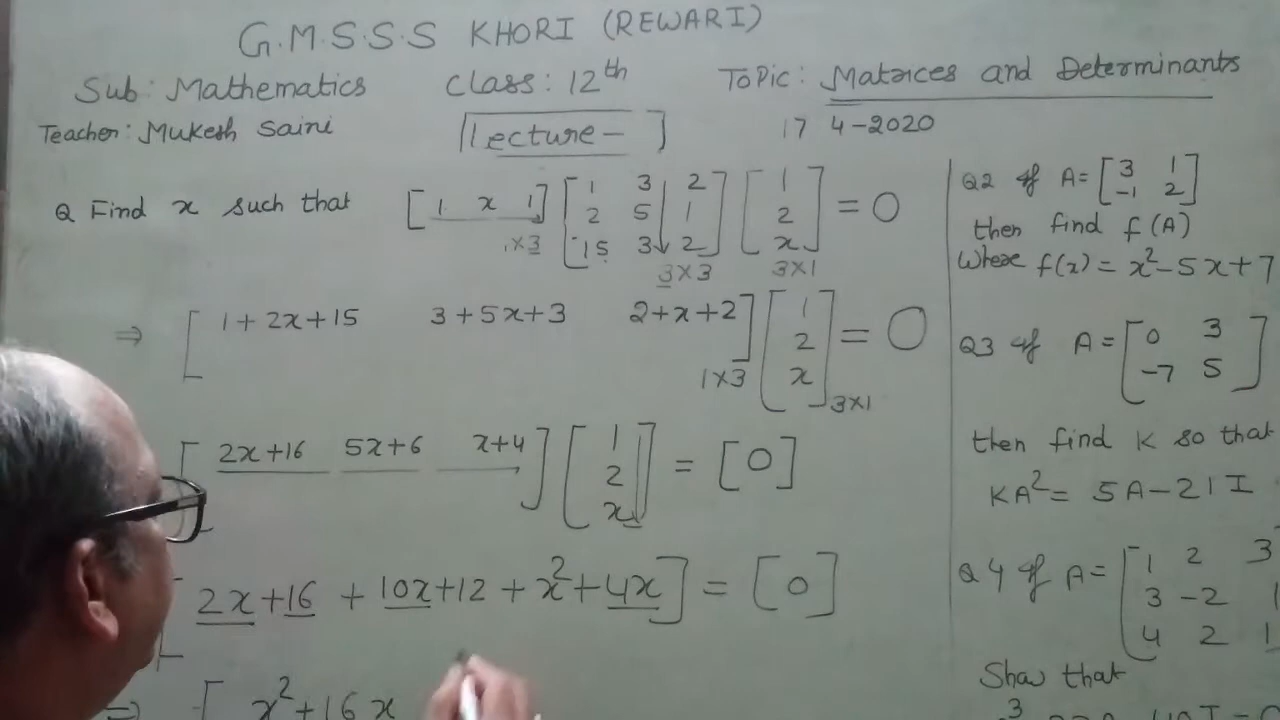 G.M.S.S.S KHORI (REWARI)
Sub: Mathematics Class: 12th Topic: Matrices and Determinants
Teacher: Mukesh Saini Lecture- 17 4-2020
Q Find x such that [1 x 1] [1 3 2
2 5 1
15 3 2] [1
2
x] = 0
1×3 3×3 3×1
⇒ [1+2x+15 3+5x+3 2+x+2] [1
2
x] = 0
1×3 3×1
[2x+16 5x+6 x+4] [1
2
x] = [0]
[2x+16 + 10x+12 + x²+4x] = [0]
⇒ [x²+16x
Q2 If A= [3 1
-1 2]
then find f(A)
Where f(x) = x²-5x+7
Q3 If A= [0 3
-7 5]
then find K so that
KA²= 5A-21I
Q4 If A= [1 2 3
3 -2 1
4 2 1
Show that